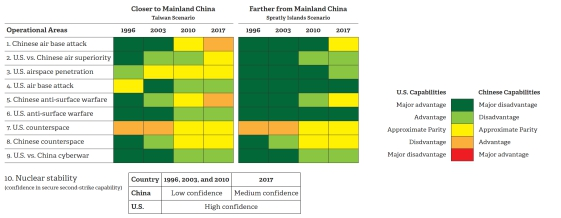 Closer to Mainland China Farther from Mainland China
Taiwan Scenario Spratly Islands Scenario
Operational Areas 1996 2003 2010 2017 1996 2003 2010 2017
1. Chinese air base attack
2. U.S. vs. Chinese air superiority
3. U.S. airspace penetration
4. U.S. air base attack
5. Chinese anti-surface warfare
6. U.S. anti-surface warfare
7. U.S. counterspace
8. Chinese counterspace
9. U.S. vs. China cyberwar
U.S. Capabilities Chinese Capabilities
Major advantage Major disadvantage
Advantage Disadvantage
Approximate Parity Approximate Parity
Disadvantage Advantage
Major disadvantage Major advantage
10. Nuclear stability
(confidence in secure second-strike capability)
Country 1996, 2003, and 2010 2017
China Low confidence Medium confidence
U.S. High confidence